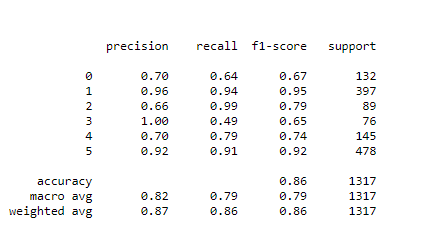 precision recall f1-score support
0 0.70 0.64 0.67 132
1 0.96 0.94 0.95 397
2 0.66 0.99 0.79 89
3 1.00 0.49 0.65 76
4 0.70 0.79 0.74 145
5 0.92 0.91 0.92 478
accuracy 0.86 1317
macro avg 0.82 0.79 0.79 1317
weighted avg 0.87 0.86 0.86 1317